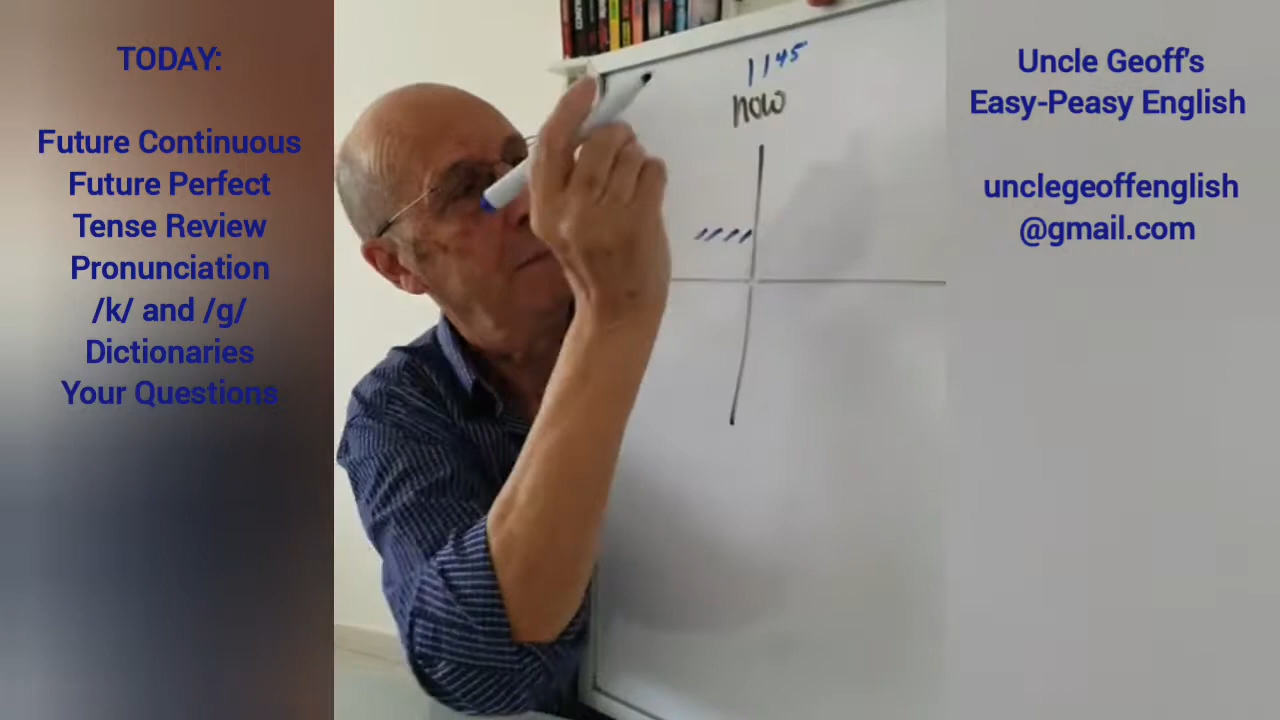 TODAY:
Future Continuous
Future Perfect
Tense Review
Pronunciation
/k/ and /g/
Dictionaries
Your Questions
1145
now
Uncle Geoff's
Easy-Peasy English
unclegeoffenglish
@gmail.com